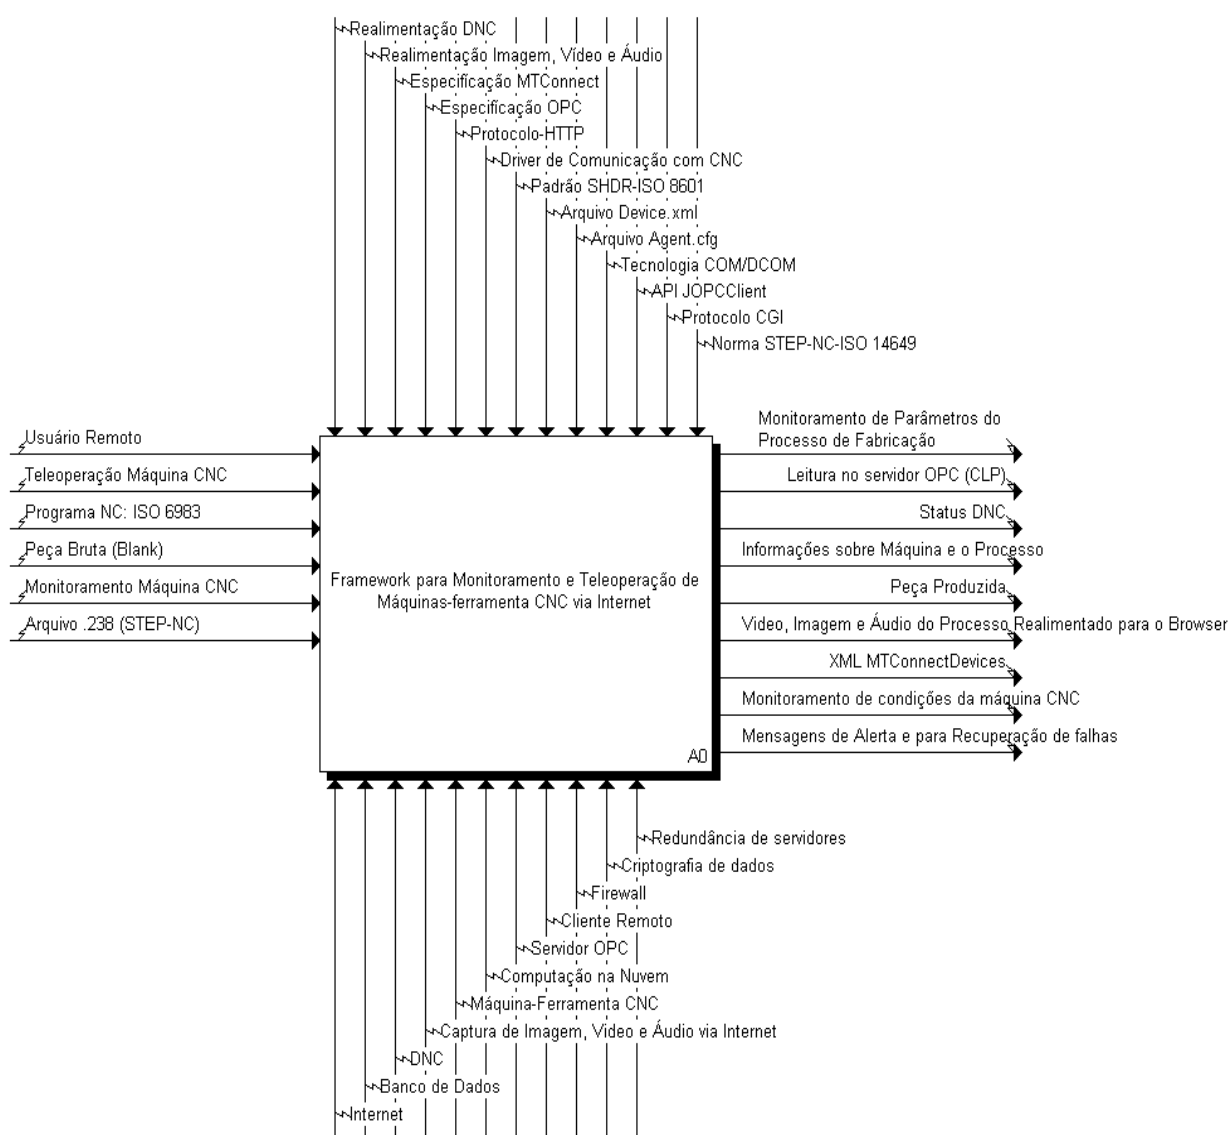 Realimentação DNC
Realimentação Imagem, Vídeo e Áudio
Especificação MTConnect
Especificação OPC
Protocolo-HTTP
Driver de Comunicação com CNC
Padrão SHDR-ISO 8601
Arquivo Device.xml
Arquivo Agent.cfg
Tecnologia COM/DCOM
API JOPCClient
Protocolo CGI
Norma STEP-NC-ISO 14649
Usuário Remoto
Teleoperação Máquina CNC
Programa NC: ISO 6983
Peça Bruta (Blank)
Monitoramento Máquina CNC
Arquivo .238 (STEP-NC)
Framework para Monitoramento e Teleoperação de
Máquinas-ferramenta CNC via Internet
A0
Monitoramento de Parâmetros do
Processo de Fabricação
Leitura no servidor OPC (CLP)
Status DNC
Informações sobre Máquina e o Processo
Peça Produzida
Video, Imagem e Áudio do Processo Realimentado para o Browser
XML MTConnectDevices
Monitoramento de condições da máquina CNC
Mensagens de Alerta e para Recuperação de falhas
Redundância de servidores
Criptografia de dados
Firewall
Cliente Remoto
Servidor OPC
Computação na Nuvem
Máquina-Ferramenta CNC
Captura de Imagem, Video e Áudio via Internet
DNC
Banco de Dados
Internet